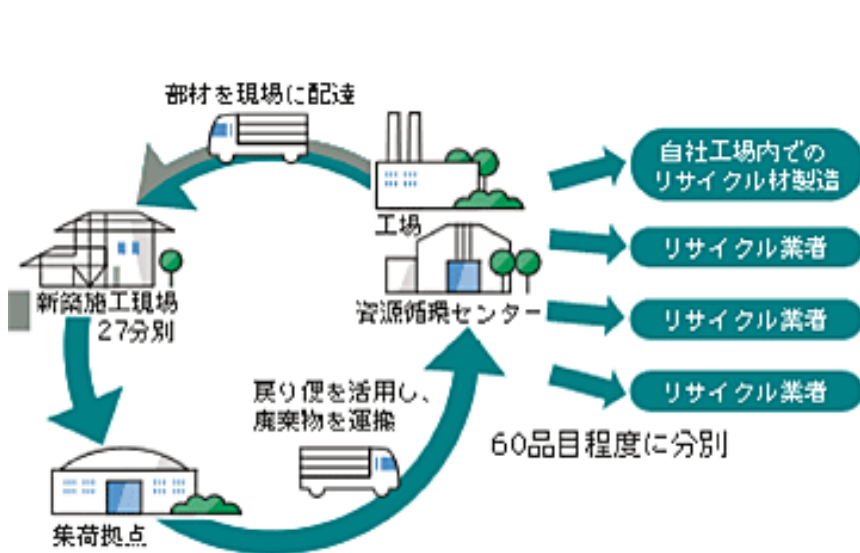 部材を現場に配達
工場
資源循環センター
新築施工現場
27分別
集荷拠点
戻り便を活用し、
廃棄物を運搬
自社工場内での
リサイクル材製造
リサイクル業者
リサイクル業者
リサイクル業者
60品目程度に分別